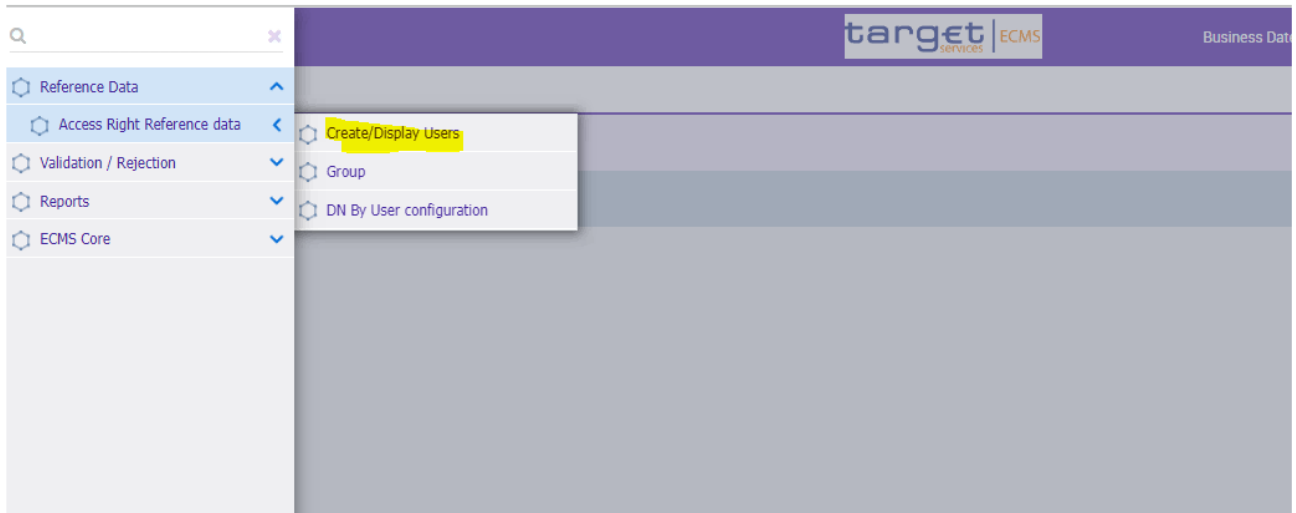 target services ECMS
Business Date
Reference Data
Access Right Reference data
Create/Display Users
Validation / Rejection
Group
Reports
DN By User configuration
ECMS Core